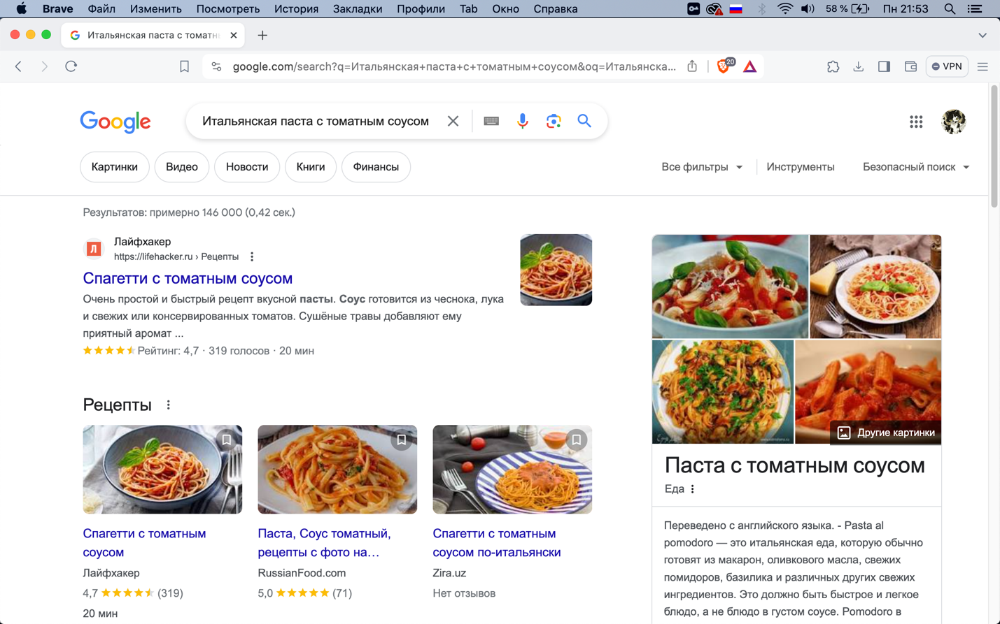 Brave Файл Изменить Посмотреть История Закладки Профили Tab Окно Справка 58 % Пн 21:53
Итальянская паста с томатн
google.com/search?q=Итальянская+паста+с+томатным+соусом&oq=Итальянска... 20 VPN
Google Итальянская паста с томатным соусом
Картинки Видео Новости Книги Финансы Все фильтры Инструменты Безопасный поиск
Результатов: примерно 146 000 (0,42 сек.)
Л Лайфхакер
https://lifehacker.ru › Рецепты
Спагетти с томатным соусом
Очень простой и быстрый рецепт вкусной пасты. Соус готовится из чеснока, лука
и свежих или консервированных томатов. Сушёные травы добавляют ему
приятный аромат ...
Рейтинг: 4,7 · 319 голосов · 20 мин
Рецепты
Спагетти с томатным
соусом
Лайфхакер
4,7 (319)
20 мин
Паста, Соус томатный,
рецепты с фото на…
RussianFood.com
5,0 (71)
Спагетти с томатным
соусом по-итальянски
Zira.uz
Нет отзывов
Другие картинки
Паста с томатным соусом
Еда
Переведено с английского языка. - Pasta al
pomodoro — это итальянская еда, которую обычно
готовят из макарон, оливкового масла, свежих
помидоров, базилика и различных других свежих
ингредиентов. Это должно быть быстрое и легкое
блюдо, а не блюдо в густом соусе. Pomodoro в